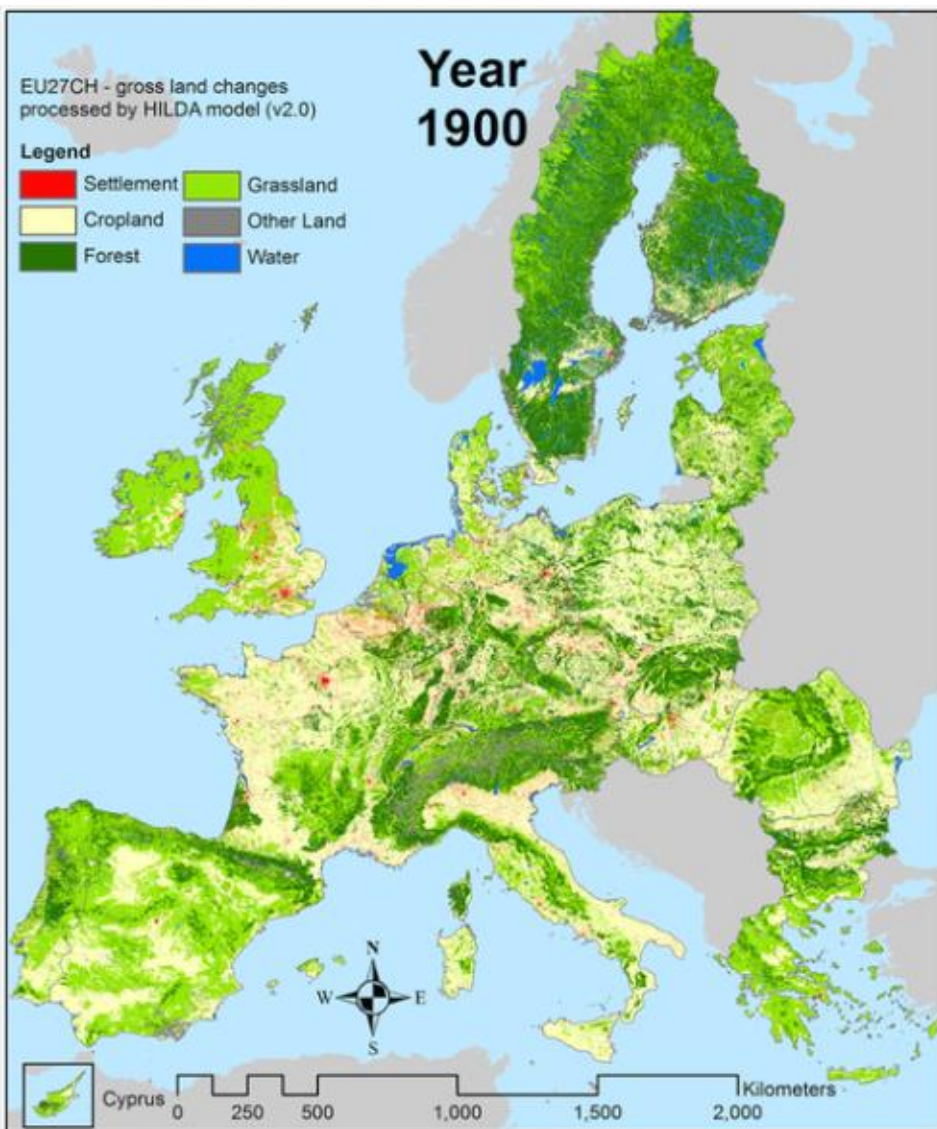 Year
1900
EU27CH - gross land changes
processed by HILDA model (v2.0)
Legend
Settlement
Grassland
Cropland
Other Land
Forest
Water
N
W
E
S
Cyprus
Kilometers
0
250
500
1,000
1,500
2,000